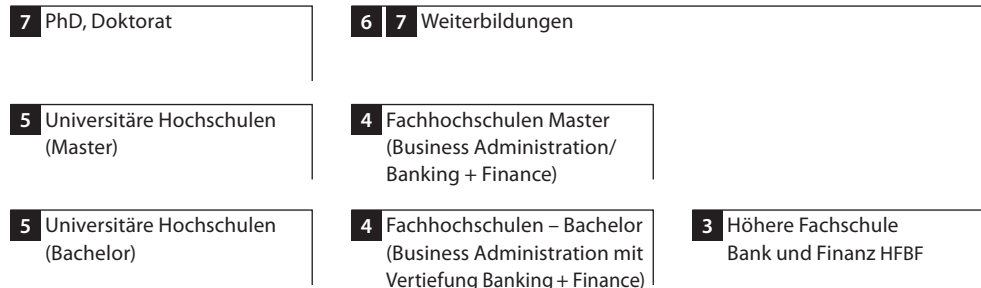 7 PhD, Doktorat
6 7 Weiterbildungen
5 Universitäre Hochschulen
(Master)
4 Fachhochschulen Master
(Business Administration/
Banking + Finance)
5 Universitäre Hochschulen
(Bachelor)
4 Fachhochschulen – Bachelor
(Business Administration mit
Vertiefung Banking + Finance)
3 Höhere Fachschule
Bank und Finanz HFBF